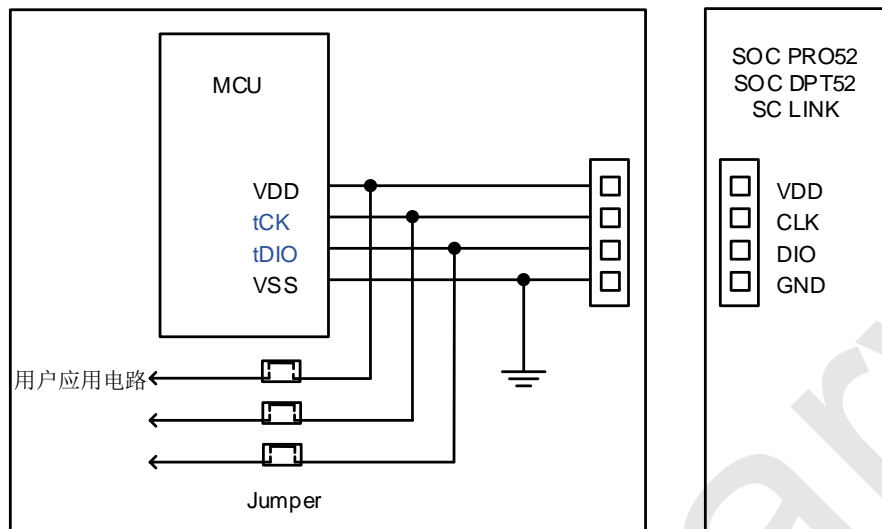 MCU
VDD
tCK
tDIO
VSS
用户应用电路
Jumper
SOC PRO52
SOC DPT52
SC LINK
VDD
CLK
DIO
GND